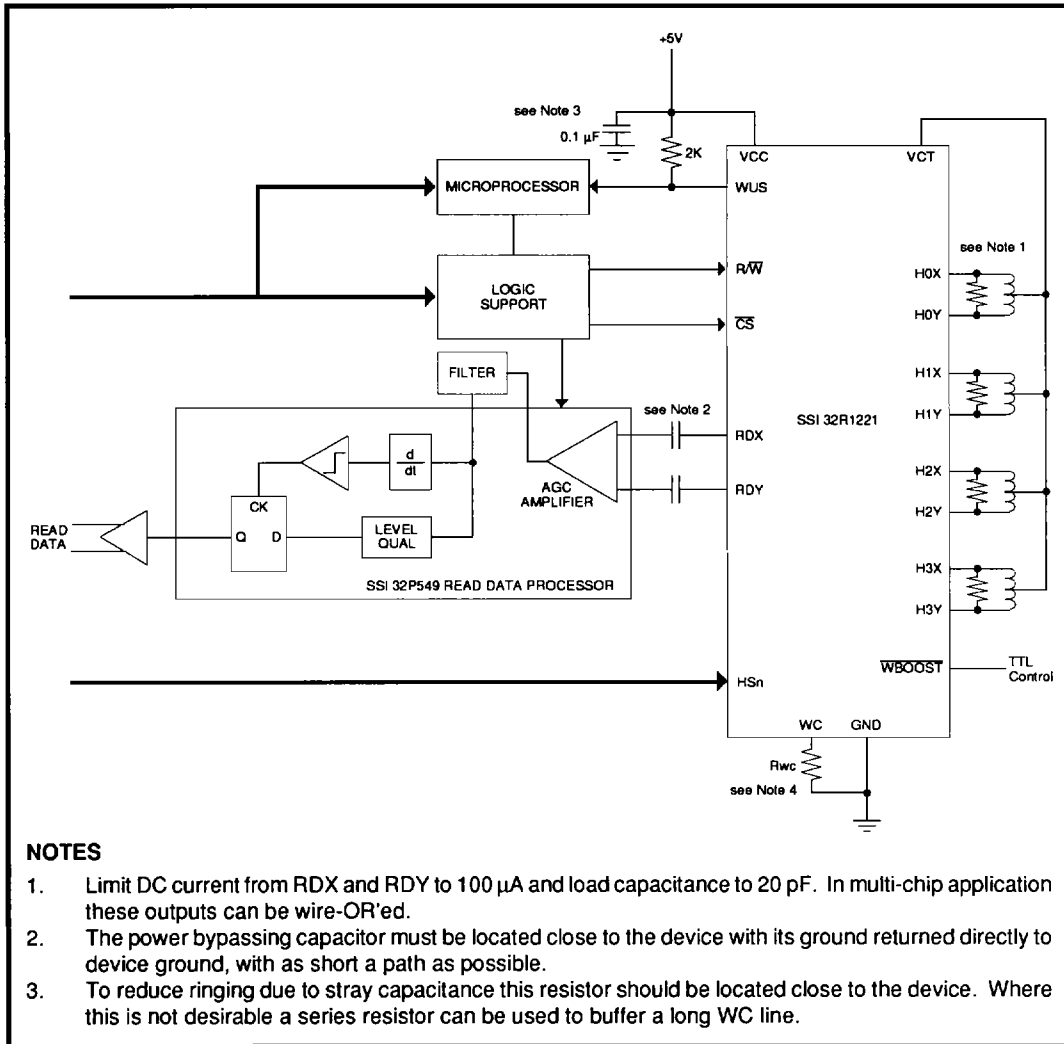 +5V
see Note 3
0.1 µF
2K
VCC
VCT
MICROPROCESSOR
WUS
see Note 1
LOGIC
SUPPORT
R/W̅
C̅S̅
H0X
H0Y
FILTER
see Note 2
H1X
H1Y
SSI 32R1221
RDX
RDY
d
dt
AGC
AMPLIFIER
CK
Q D
LEVEL
QUAL
READ
DATA
SSI 32P549 READ DATA PROCESSOR
H2X
H2Y
H3X
H3Y
W̅B̅O̅O̅S̅T̅
TTL
Control
HSn
WC GND
Rwc
see Note 4
NOTES
1. Limit DC current from RDX and RDY to 100 µA and load capacitance to 20 pF. In multi-chip application
these outputs can be wire-OR'ed.
2. The power bypassing capacitor must be located close to the device with its ground returned directly to
device ground, with as short a path as possible.
3. To reduce ringing due to stray capacitance this resistor should be located close to the device. Where
this is not desirable a series resistor can be used to buffer a long WC line.